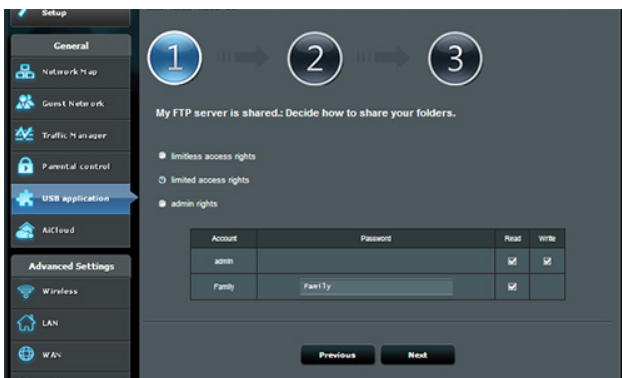 Setup
General
Network Map
Guest Network
Traffic Manager
Parental control
USB application
AiCloud
Advanced Settings
Wireless
LAN
WAN
1
2
3
My FTP server is shared.: Decide how to share your folders.
limitless access rights
limited access rights
admin rights
Account Password Read Write
admin
Family Family
Previous Next